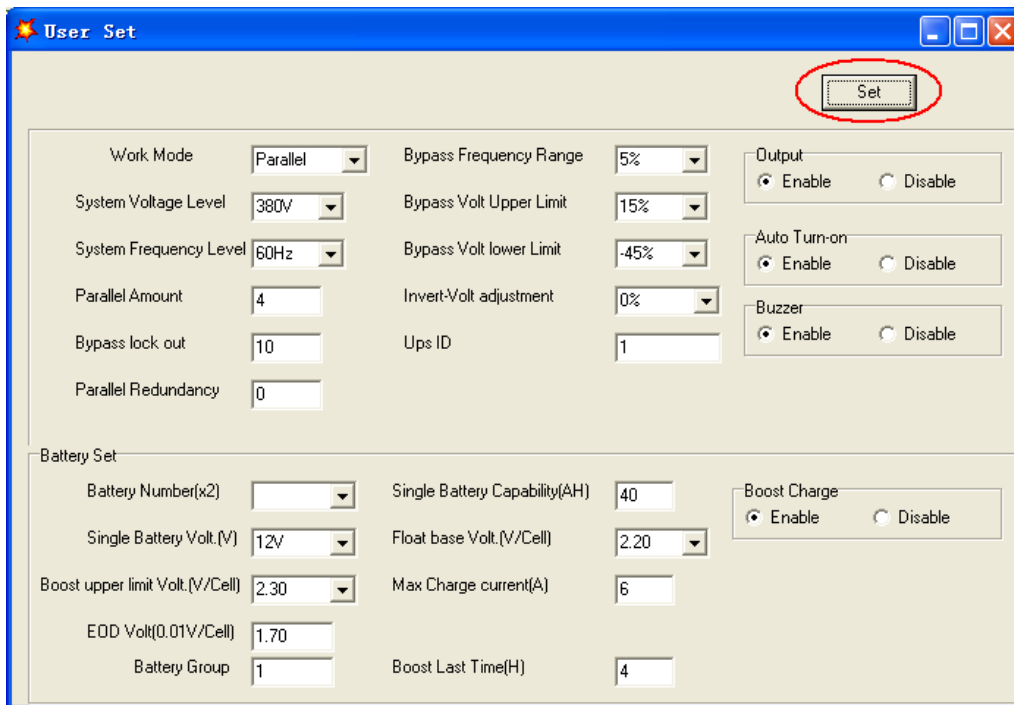 User Set
Set
Work Mode Parallel Bypass Frequency Range 5% Output
Enable Disable
System Voltage Level 380V Bypass Volt Upper Limit 15%
System Frequency Level 60Hz Bypass Volt lower Limit -45% Auto Turn-on
Enable Disable
Parallel Amount 4 Invert-Volt adjustment 0% Buzzer
Enable Disable
Bypass lock out 10 Ups ID 1
Parallel Redundancy 0
Battery Set
Battery Number(x2) Single Battery Capability(AH) 40 Boost Charge
Enable Disable
Single Battery Volt.(V) 12V Float base Volt.(V/Cell) 2.20
Boost upper limit Volt.(V/Cell) 2.30 Max Charge current(A) 6
EOD Volt(0.01V/Cell) 1.70
Battery Group 1 Boost Last Time(H) 4